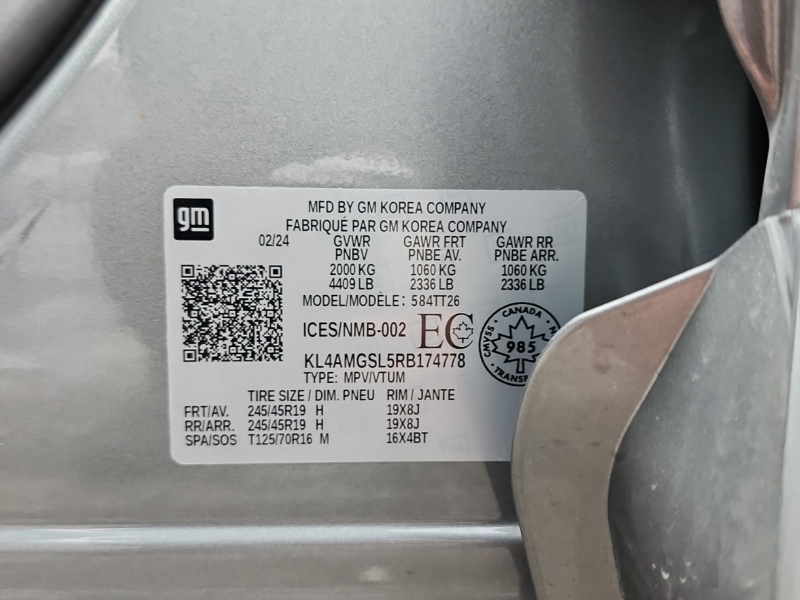 gm
MFD BY GM KOREA COMPANY
FABRIQUÉ PAR GM KOREA COMPANY
02/24 GVWR GAWR FRT GAWR RR
PNBV PNBE AV. PNBE ARR.
2000 KG 1060 KG 1060 KG
4409 LB 2336 LB 2336 LB
MODEL/MODÈLE: 584TT26
ICES/NMB-002 EC
CANADA
CMVSS
985
KL4AMGSL5RB174778
TYPE: MPV/VTUM
TIRE SIZE / DIM. PNEU RIM / JANTE
FRT/AV. 245/45R19 H 19X8J
RR/ARR. 245/45R19 H 19X8J
SPA/SOS T125/70R16 M 16X4BT